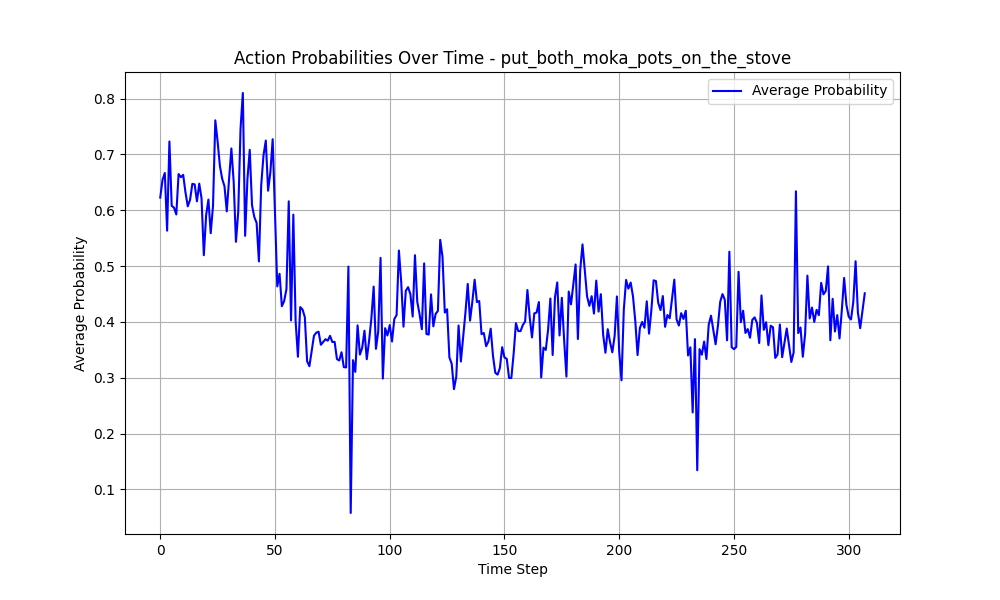 Action Probabilities Over Time - put_both_moka_pots_on_the_stove
Average Probability
Average Probability
0.8
0.7
0.6
0.5
0.4
0.3
0.2
0.1
0 50 100 150 200 250 300
Time Step